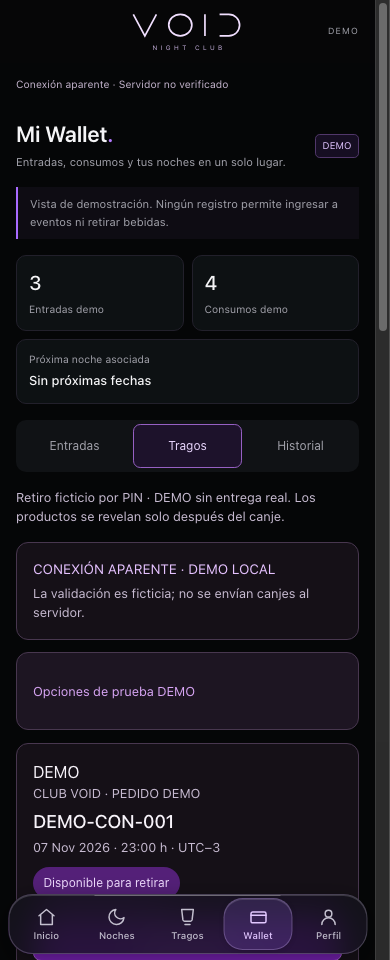 VOID
NIGHT CLUB
DEMO
Conexión aparente · Servidor no verificado
Mi Wallet.
DEMO
Entradas, consumos y tus noches en un solo lugar.
Vista de demostración. Ningún registro permite ingresar a
eventos ni retirar bebidas.
3
Entradas demo
4
Consumos demo
Próxima noche asociada
Sin próximas fechas
Entradas
Tragos
Historial
Retiro ficticio por PIN · DEMO sin entrega real. Los
productos se revelan solo después del canje.
CONEXIÓN APARENTE · DEMO LOCAL
La validación es ficticia; no se envían canjes al
servidor.
Opciones de prueba DEMO
DEMO
CLUB VOID · PEDIDO DEMO
DEMO-CON-001
07 Nov 2026 · 23:00 h · UTC−3
Disponible para retirar
Inicio
Noches
Tragos
Wallet
Perfil